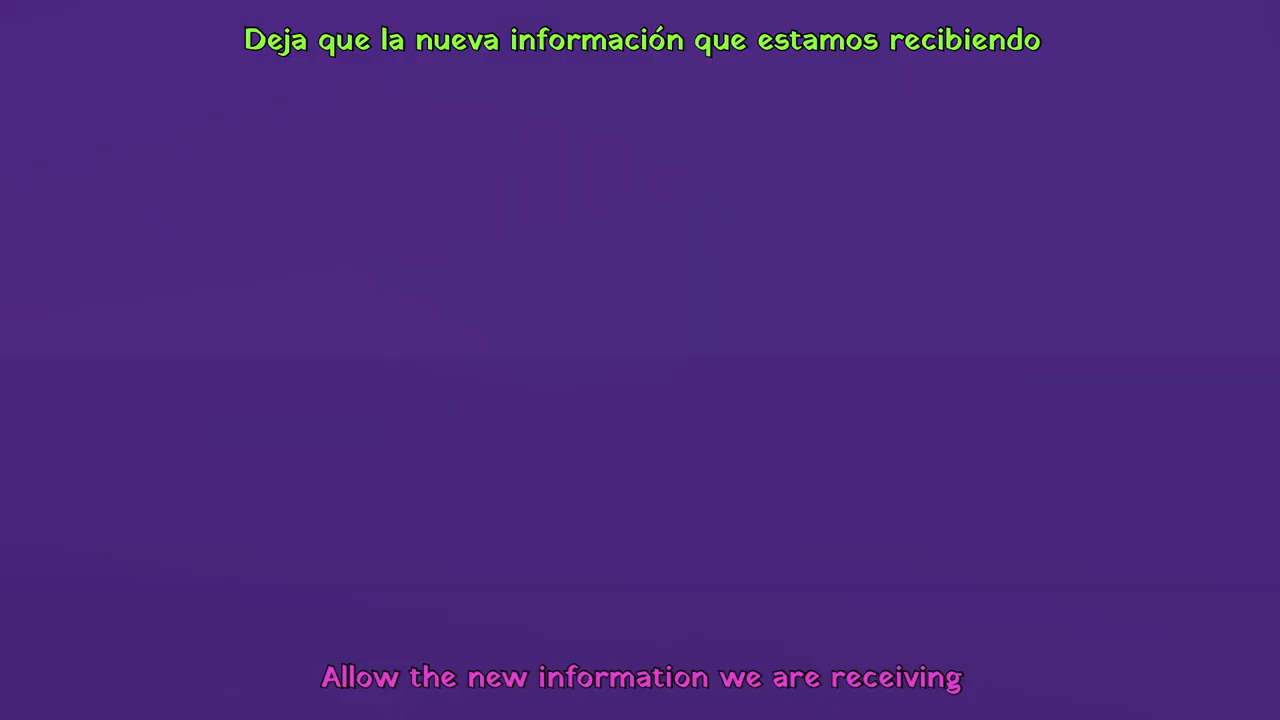 Deja que la nueva información que estamos recibiendo
Allow the new information we are receiving